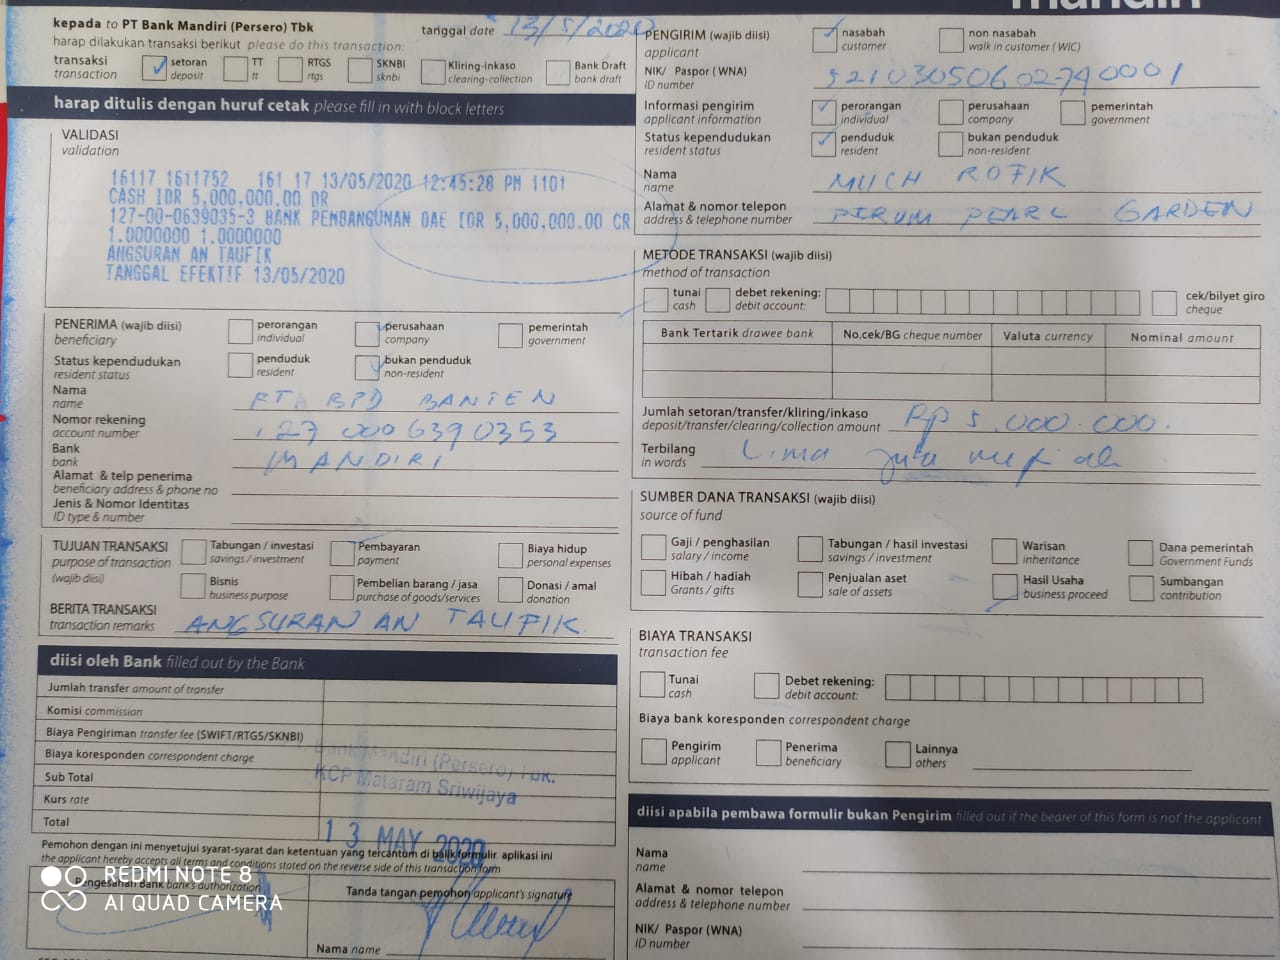 mandiri
kepada to PT Bank Mandiri (Persero) Tbk
tanggal date 13/5/2020
harap dilakukan transaksi berikut please do this transaction:
transaksi
transaction
setoran
deposit
TT
tt
RTGS
rtgs
SKNBI
sknbi
Kliring-inkaso
clearing-collection
Bank Draft
bank draft
harap ditulis dengan huruf cetak please fill in with block letters
VALIDASI
validation
16117 1611752 161 17 13/05/2020 12:45:28 PM 1101
CASH IDR 5,000,000.00 DR
127-00-0639035-3 BANK PEMBANGUNAN DAE IDR 5,000,000.00 CR
1.0000000 1.0000000
ANGSURAN AN TAUFIK
TANGGAL EFEKTIF 13/05/2020
PENERIMA (wajib diisi)
beneficiary
perorangan
individual
perusahaan
company
pemerintah
government
Status kependudukan
resident status
penduduk
resident
bukan penduduk
non-resident
Nama
name
PT. BPD BANTEN
Nomor rekening
account number
127 000 6390353
Bank
bank
MANDIRI
Alamat & telp penerima
beneficiary address & phone no
Jenis & Nomor Identitas
ID type & number
TUJUAN TRANSAKSI
purpose of transaction
(wajib diisi)
Tabungan / investasi
savings / investment
Pembayaran
payment
Biaya hidup
personal expenses
Bisnis
business purpose
Pembelian barang / jasa
purchase of goods/services
Donasi / amal
donation
BERITA TRANSAKSI
transaction remarks
ANGSURAN AN TAUFIK
diisi oleh Bank filled out by the Bank
Jumlah transfer amount of transfer
Komisi commission
Biaya Pengiriman transfer fee (SWIFT/RTGS/SKNBI)
Biaya koresponden correspondent charge
Sub Total
Kurs rate
Total
Bank Mandiri (Persero) Tbk.
KCP Mataram Sriwijaya
13 MAY 2020
Pemohon dengan ini menyetujui syarat-syarat dan ketentuan yang tercantum di balik formulir aplikasi ini
the applicant hereby accepts all terms and conditions stated on the reverse side of this transaction form
Pengesahan Bank bank's authorization
Tanda tangan pemohon applicant's signature
Nama name
REDMI NOTE 8
AI QUAD CAMERA
PENGIRIM (wajib diisi)
applicant
nasabah
customer
non nasabah
walk in customer (WIC)
NIK/ Paspor (WNA)
ID number
52103050602740001
Informasi pengirim
applicant information
perorangan
individual
perusahaan
company
pemerintah
government
Status kependudukan
resident status
penduduk
resident
bukan penduduk
non-resident
Nama
name
MUCH ROFIK
Alamat & nomor telepon
address & telephone number
PERUM PEARL GARDEN
METODE TRANSAKSI (wajib diisi)
method of transaction
tunai
cash
debet rekening:
debit account:
cek/bilyet giro
cheque
Bank Tertarik drawee bank
No.cek/BG cheque number
Valuta currency
Nominal amount
Jumlah setoran/transfer/kliring/inkaso
deposit/transfer/clearing/collection amount
Rp 5.000.000.
Terbilang
in words
Lima juta rupiah
SUMBER DANA TRANSAKSI (wajib diisi)
source of fund
Gaji / penghasilan
salary / income
Tabungan / hasil investasi
savings / investment
Warisan
inheritance
Dana pemerintah
Government Funds
Hibah / hadiah
Grants / gifts
Penjualan aset
sale of assets
Hasil Usaha
business proceed
Sumbangan
contribution
BIAYA TRANSAKSI
transaction fee
Tunai
cash
Debet rekening:
debit account:
Biaya bank koresponden correspondent charge
Pengirim
applicant
Penerima
beneficiary
Lainnya
others
diisi apabila pembawa formulir bukan Pengirim filled out if the bearer of this form is not the applicant
Nama
name
Alamat & nomor telepon
address & telephone number
NIK/ Paspor (WNA)
ID number